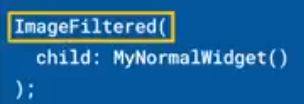 ImageFiltered(
child: MyNormalWidget()
);